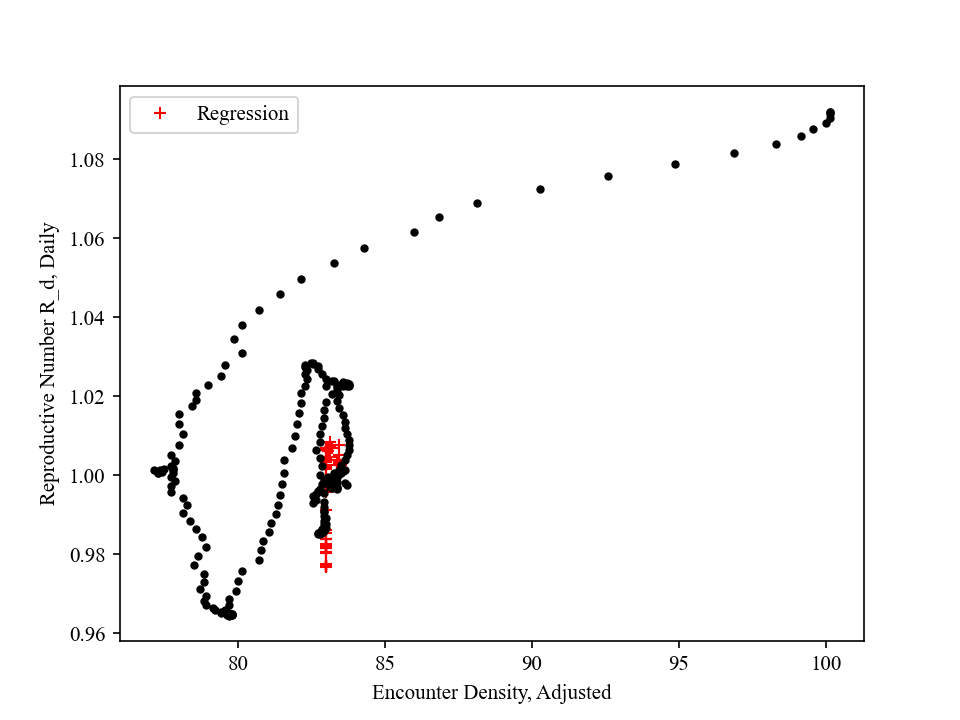 Regression
1.08
1.06
1.04
1.02
1.00
0.98
0.96
Reproductive Number R_d, Daily
80 85 90 95 100
Encounter Density, Adjusted